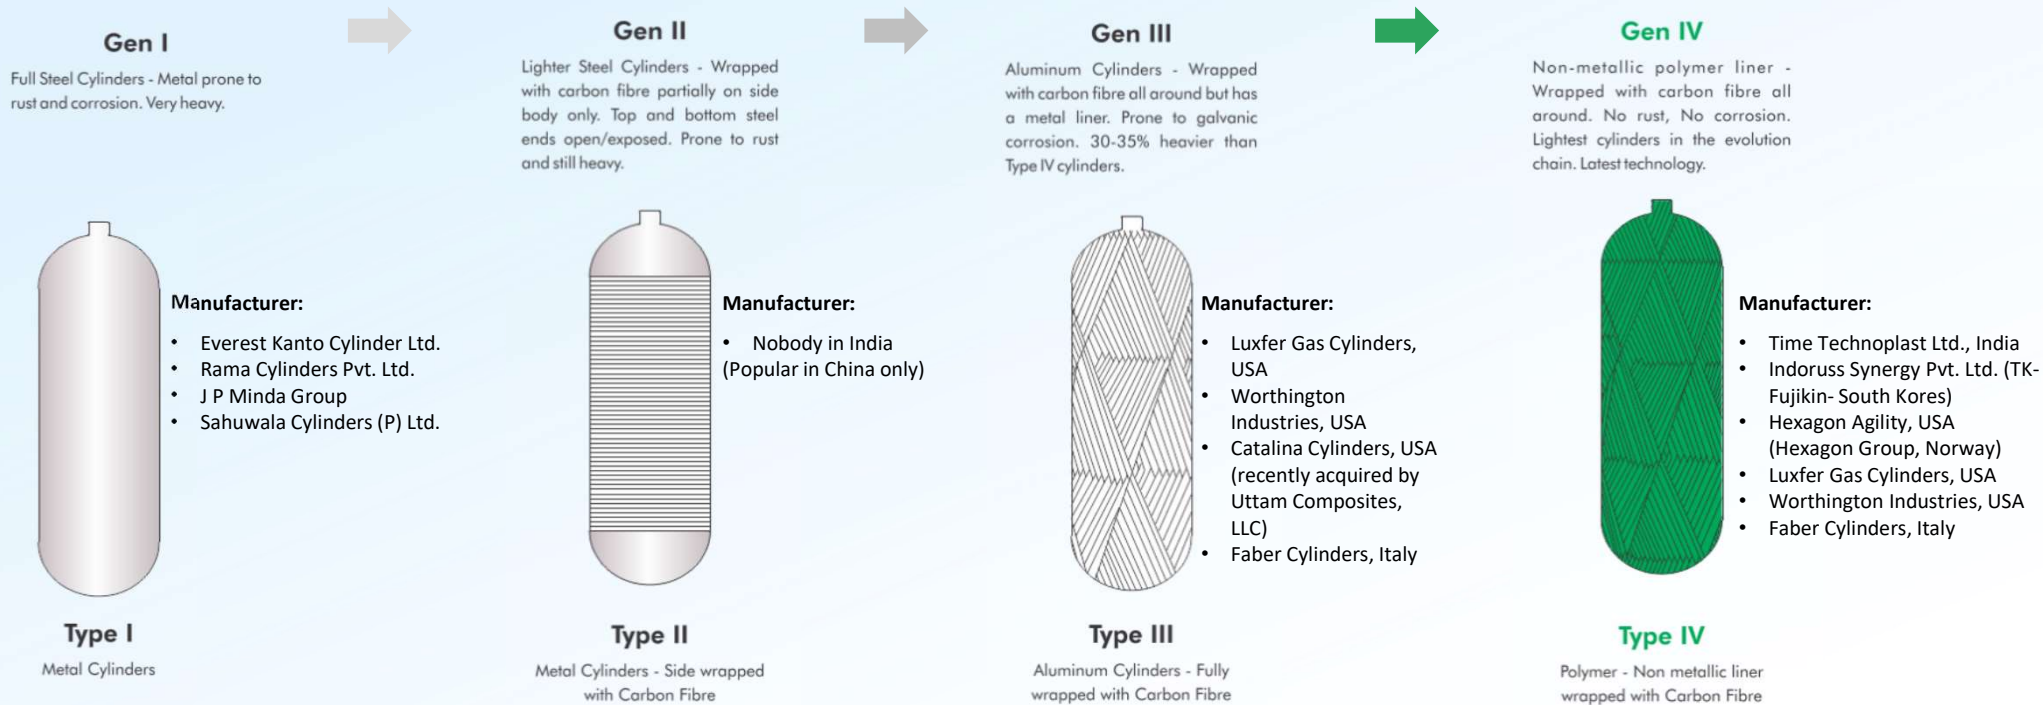 Gen I
Full Steel Cylinders - Metal prone to
rust and corrosion. Very heavy.
Manufacturer:
• Everest Kanto Cylinder Ltd.
• Rama Cylinders Pvt. Ltd.
• J P Minda Group
• Sahuwala Cylinders (P) Ltd.
Type I
Metal Cylinders
Gen II
Lighter Steel Cylinders - Wrapped
with carbon fibre partially on side
body only. Top and bottom steel
ends open/exposed. Prone to rust
and still heavy.
Manufacturer:
• Nobody in India
(Popular in China only)
Type II
Metal Cylinders - Side wrapped
with Carbon Fibre
Gen III
Aluminum Cylinders - Wrapped
with carbon fibre all around but has
a metal liner. Prone to galvanic
corrosion. 30-35% heavier than
Type IV cylinders.
Manufacturer:
• Luxfer Gas Cylinders,
USA
• Worthington
Industries, USA
• Catalina Cylinders, USA
(recently acquired by
Uttam Composites,
LLC)
• Faber Cylinders, Italy
Type III
Aluminum Cylinders - Fully
wrapped with Carbon Fibre
Gen IV
Non-metallic polymer liner -
Wrapped with carbon fibre all
around. No rust, No corrosion.
Lightest cylinders in the evolution
chain. Latest technology.
Manufacturer:
• Time Technoplast Ltd., India
• Indoruss Synergy Pvt. Ltd. (TK-
Fujikin- South Kores)
• Hexagon Agility, USA
(Hexagon Group, Norway)
• Luxfer Gas Cylinders, USA
• Worthington Industries, USA
• Faber Cylinders, Italy
Type IV
Polymer - Non metallic liner
wrapped with Carbon Fibre